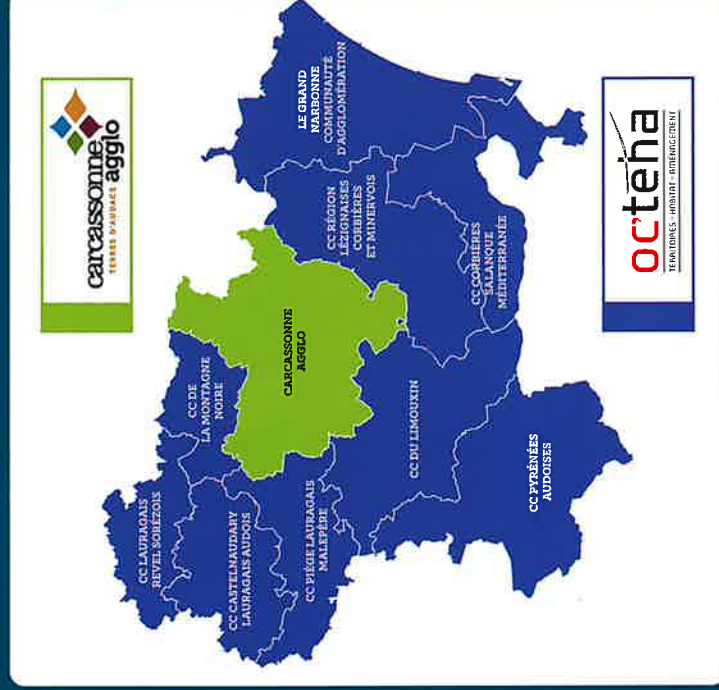 carcassonne
agglo
TERRES D'AUDACE
CC LAURAGAIS
REVEL SORÉZOIS
CC DE
LA MONTAGNE
NOIRE
CC CASTELNAUDARY
LAURAGAIS AUDOIS
CARCASSONNE
AGGLO
LE GRAND
NARBONNE
COMMUNAUTÉ
D'AGGLOMÉRATION
CC RÉGION
LÉZIGNAISES
CORBIÈRES
ET MINERVOIS
CC PIÈGE LAURAGAIS
MALEPÈRE
CC DU LIMOUXIN
CC CORBIÈRES
SALANQUE
MÉDITERRANÉE
CC PYRÉNÉES
AUDOISES
oc'teha
TERRITOIRES - HABITAT - AMÉNAGEMENT